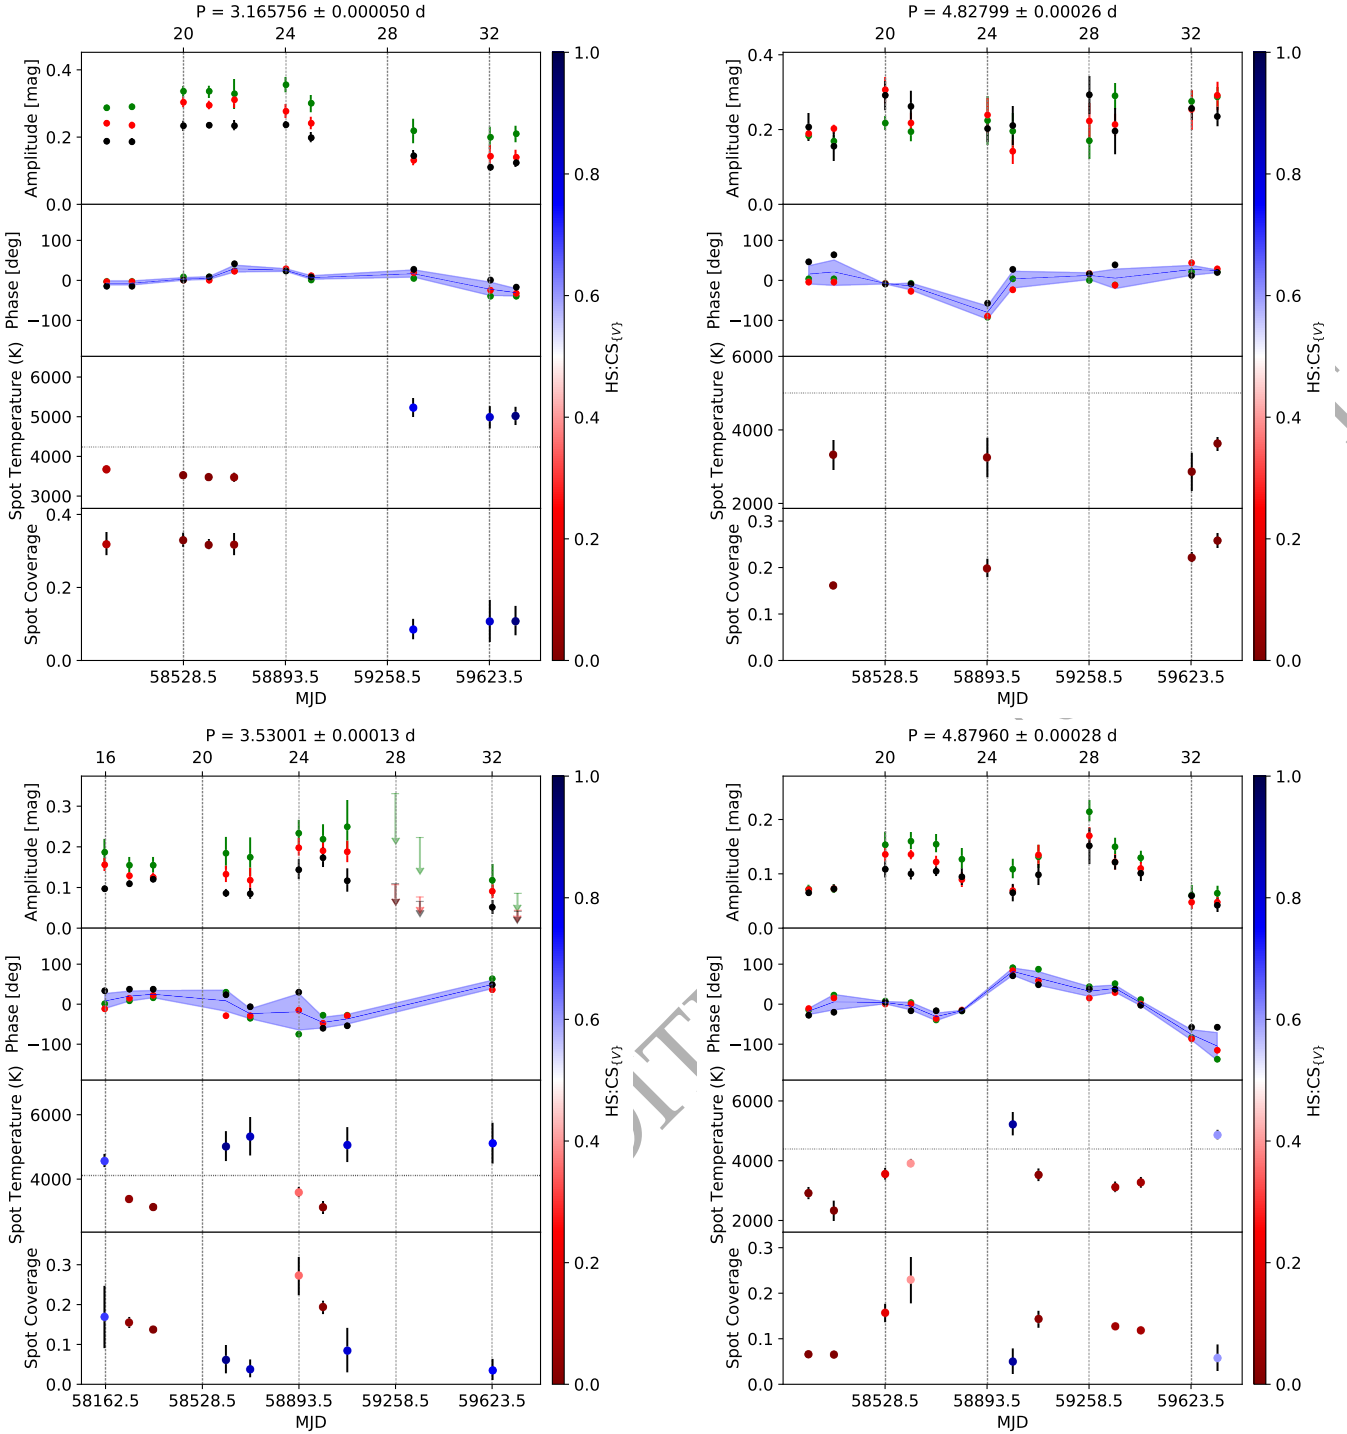 P = 3.165756 ± 0.000050 d
20 24 28 32
Amplitude [mag]
0.4
0.2
0.0
Phase [deg]
100
0
−100
Spot Temperature (K)
6000
5000
4000
3000
Spot Coverage
0.4
0.2
0.0
58528.5 58893.5 59258.5 59623.5
MJD
1.0
0.8
0.6
0.4
0.2
0.0
HS:CS{V}
P = 4.82799 ± 0.00026 d
20 24 28 32
Amplitude [mag]
0.4
0.2
0.0
Phase [deg]
100
0
−100
Spot Temperature (K)
6000
4000
2000
Spot Coverage
0.3
0.2
0.1
0.0
58528.5 58893.5 59258.5 59623.5
MJD
1.0
0.8
0.6
0.4
0.2
0.0
HS:CS{V}
P = 3.53001 ± 0.00013 d
16 20 24 28 32
Amplitude [mag]
0.3
0.2
0.1
0.0
Phase [deg]
100
0
−100
Spot Temperature (K)
6000
4000
Spot Coverage
0.3
0.2
0.1
0.0
58162.5 58528.5 58893.5 59258.5 59623.5
MJD
1.0
0.8
0.6
0.4
0.2
0.0
HS:CS{V}
P = 4.87960 ± 0.00028 d
20 24 28 32
Amplitude [mag]
0.2
0.1
0.0
Phase [deg]
100
0
−100
Spot Temperature (K)
6000
4000
2000
Spot Coverage
0.3
0.2
0.1
0.0
58528.5 58893.5 59258.5 59623.5
MJD
1.0
0.8
0.6
0.4
0.2
0.0
HS:CS{V}